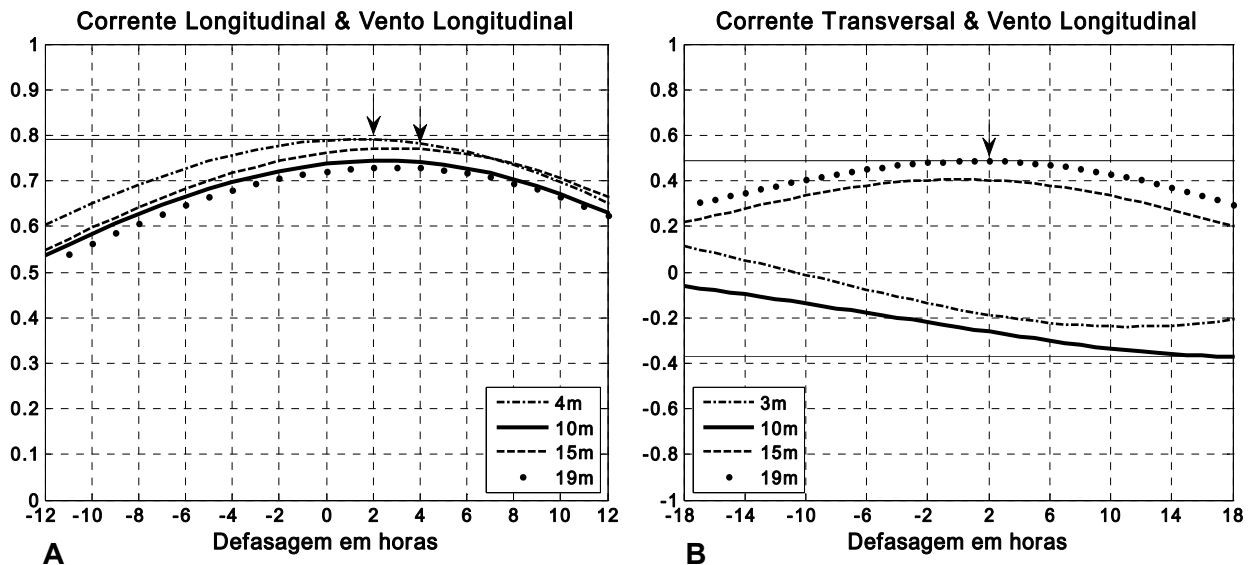 Corrente Longitudinal & Vento Longitudinal
1
0.9
0.8
0.7
0.6
0.5
0.4
0.3
0.2
0.1
0
-12 -10 -8 -6 -4 -2 0 2 4 6 8 10 12
4m
10m
15m
19m
Defasagem em horas
A
Corrente Transversal & Vento Longitudinal
1
0.8
0.6
0.4
0.2
0
-0.2
-0.4
-0.6
-0.8
-1
-18 -14 -10 -6 -2 2 6 10 14 18
3m
10m
15m
19m
Defasagem em horas
B